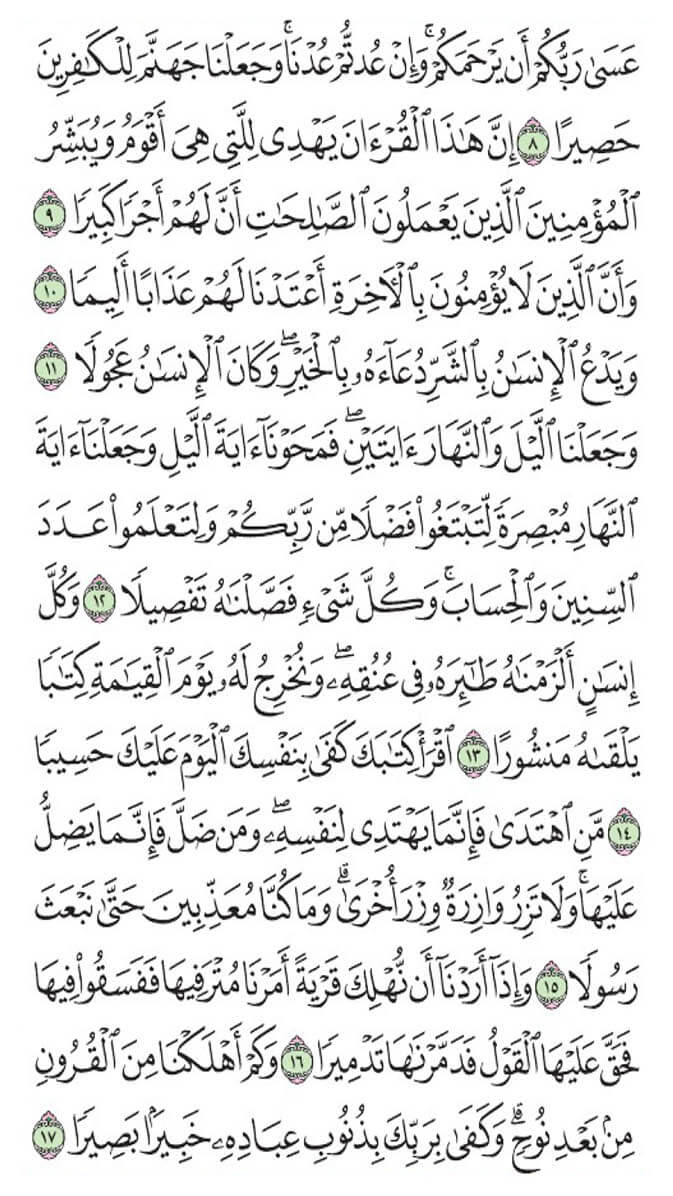 عَسَىٰ رَبُّكُمْ أَن يَرْحَمَكُمْ ۚ وَإِنْ عُدتُّمْ عُدْنَا ۚ وَجَعَلْنَا جَهَنَّمَ لِلْكَٰفِرِينَ
حَصِيرًا ٨ إِنَّ هَٰذَا ٱلْقُرْءَانَ يَهْدِى لِلَّتِى هِىَ أَقْوَمُ وَيُبَشِّرُ
ٱلْمُؤْمِنِينَ ٱلَّذِينَ يَعْمَلُونَ ٱلصَّٰلِحَٰتِ أَنَّ لَهُمْ أَجْرًا كَبِيرًا ٩
وَأَنَّ ٱلَّذِينَ لَا يُؤْمِنُونَ بِٱلْءَاخِرَةِ أَعْتَدْنَا لَهُمْ عَذَابًا أَلِيمًا ١٠
وَيَدْعُ ٱلْإِنسَٰنُ بِٱلشَّرِّ دُعَآءَهُۥ بِٱلْخَيْرِ ۖ وَكَانَ ٱلْإِنسَٰنُ عَجُولًا ١١
وَجَعَلْنَا ٱلَّيْلَ وَٱلنَّهَارَ ءَايَتَيْنِ ۖ فَمَحَوْنَآ ءَايَةَ ٱلَّيْلِ وَجَعَلْنَآ ءَايَةَ
ٱلنَّهَارِ مُبْصِرَةً لِّتَبْتَغُوا۟ فَضْلًا مِّن رَّبِّكُمْ وَلِتَعْلَمُوا۟ عَدَدَ
ٱلسِّنِينَ وَٱلْحِسَابَ ۚ وَكُلَّ شَىْءٍ فَصَّلْنَٰهُ تَفْصِيلًا ١٢ وَكُلَّ
إِنسَٰنٍ أَلْزَمْنَٰهُ طَٰٓئِرَهُۥ فِى عُنُقِهِۦ ۖ وَنُخْرِجُ لَهُۥ يَوْمَ ٱلْقِيَٰمَةِ كِتَٰبًا
يَلْقَىٰهُ مَنشُورًا ١٣ ٱقْرَأْ كِتَٰبَكَ كَفَىٰ بِنَفْسِكَ ٱلْيَوْمَ عَلَيْكَ حَسِيبًا
١٤ مَّنِ ٱهْتَدَىٰ فَإِنَّمَا يَهْتَدِى لِنَفْسِهِۦ ۖ وَمَن ضَلَّ فَإِنَّمَا يَضِلُّ
عَلَيْهَا ۚ وَلَا تَزِرُ وَازِرَةٌ وِزْرَ أُخْرَىٰ ۗ وَمَا كُنَّا مُعَذِّبِينَ حَتَّىٰ نَبْعَثَ
رَسُولًا ١٥ وَإِذَآ أَرَدْنَآ أَن نُّهْلِكَ قَرْيَةً أَمَرْنَا مُتْرَفِيهَا فَفَسَقُوا۟ فِيهَا
فَحَقَّ عَلَيْهَا ٱلْقَوْلُ فَدَمَّرْنَٰهَا تَدْمِيرًا ١٦ وَكَمْ أَهْلَكْنَا مِنَ ٱلْقُرُونِ
مِنۢ بَعْدِ نُوحٍ ۗ وَكَفَىٰ بِرَبِّكَ بِذُنُوبِ عِبَادِهِۦ خَبِيرًۢا بَصِيرًا ١٧